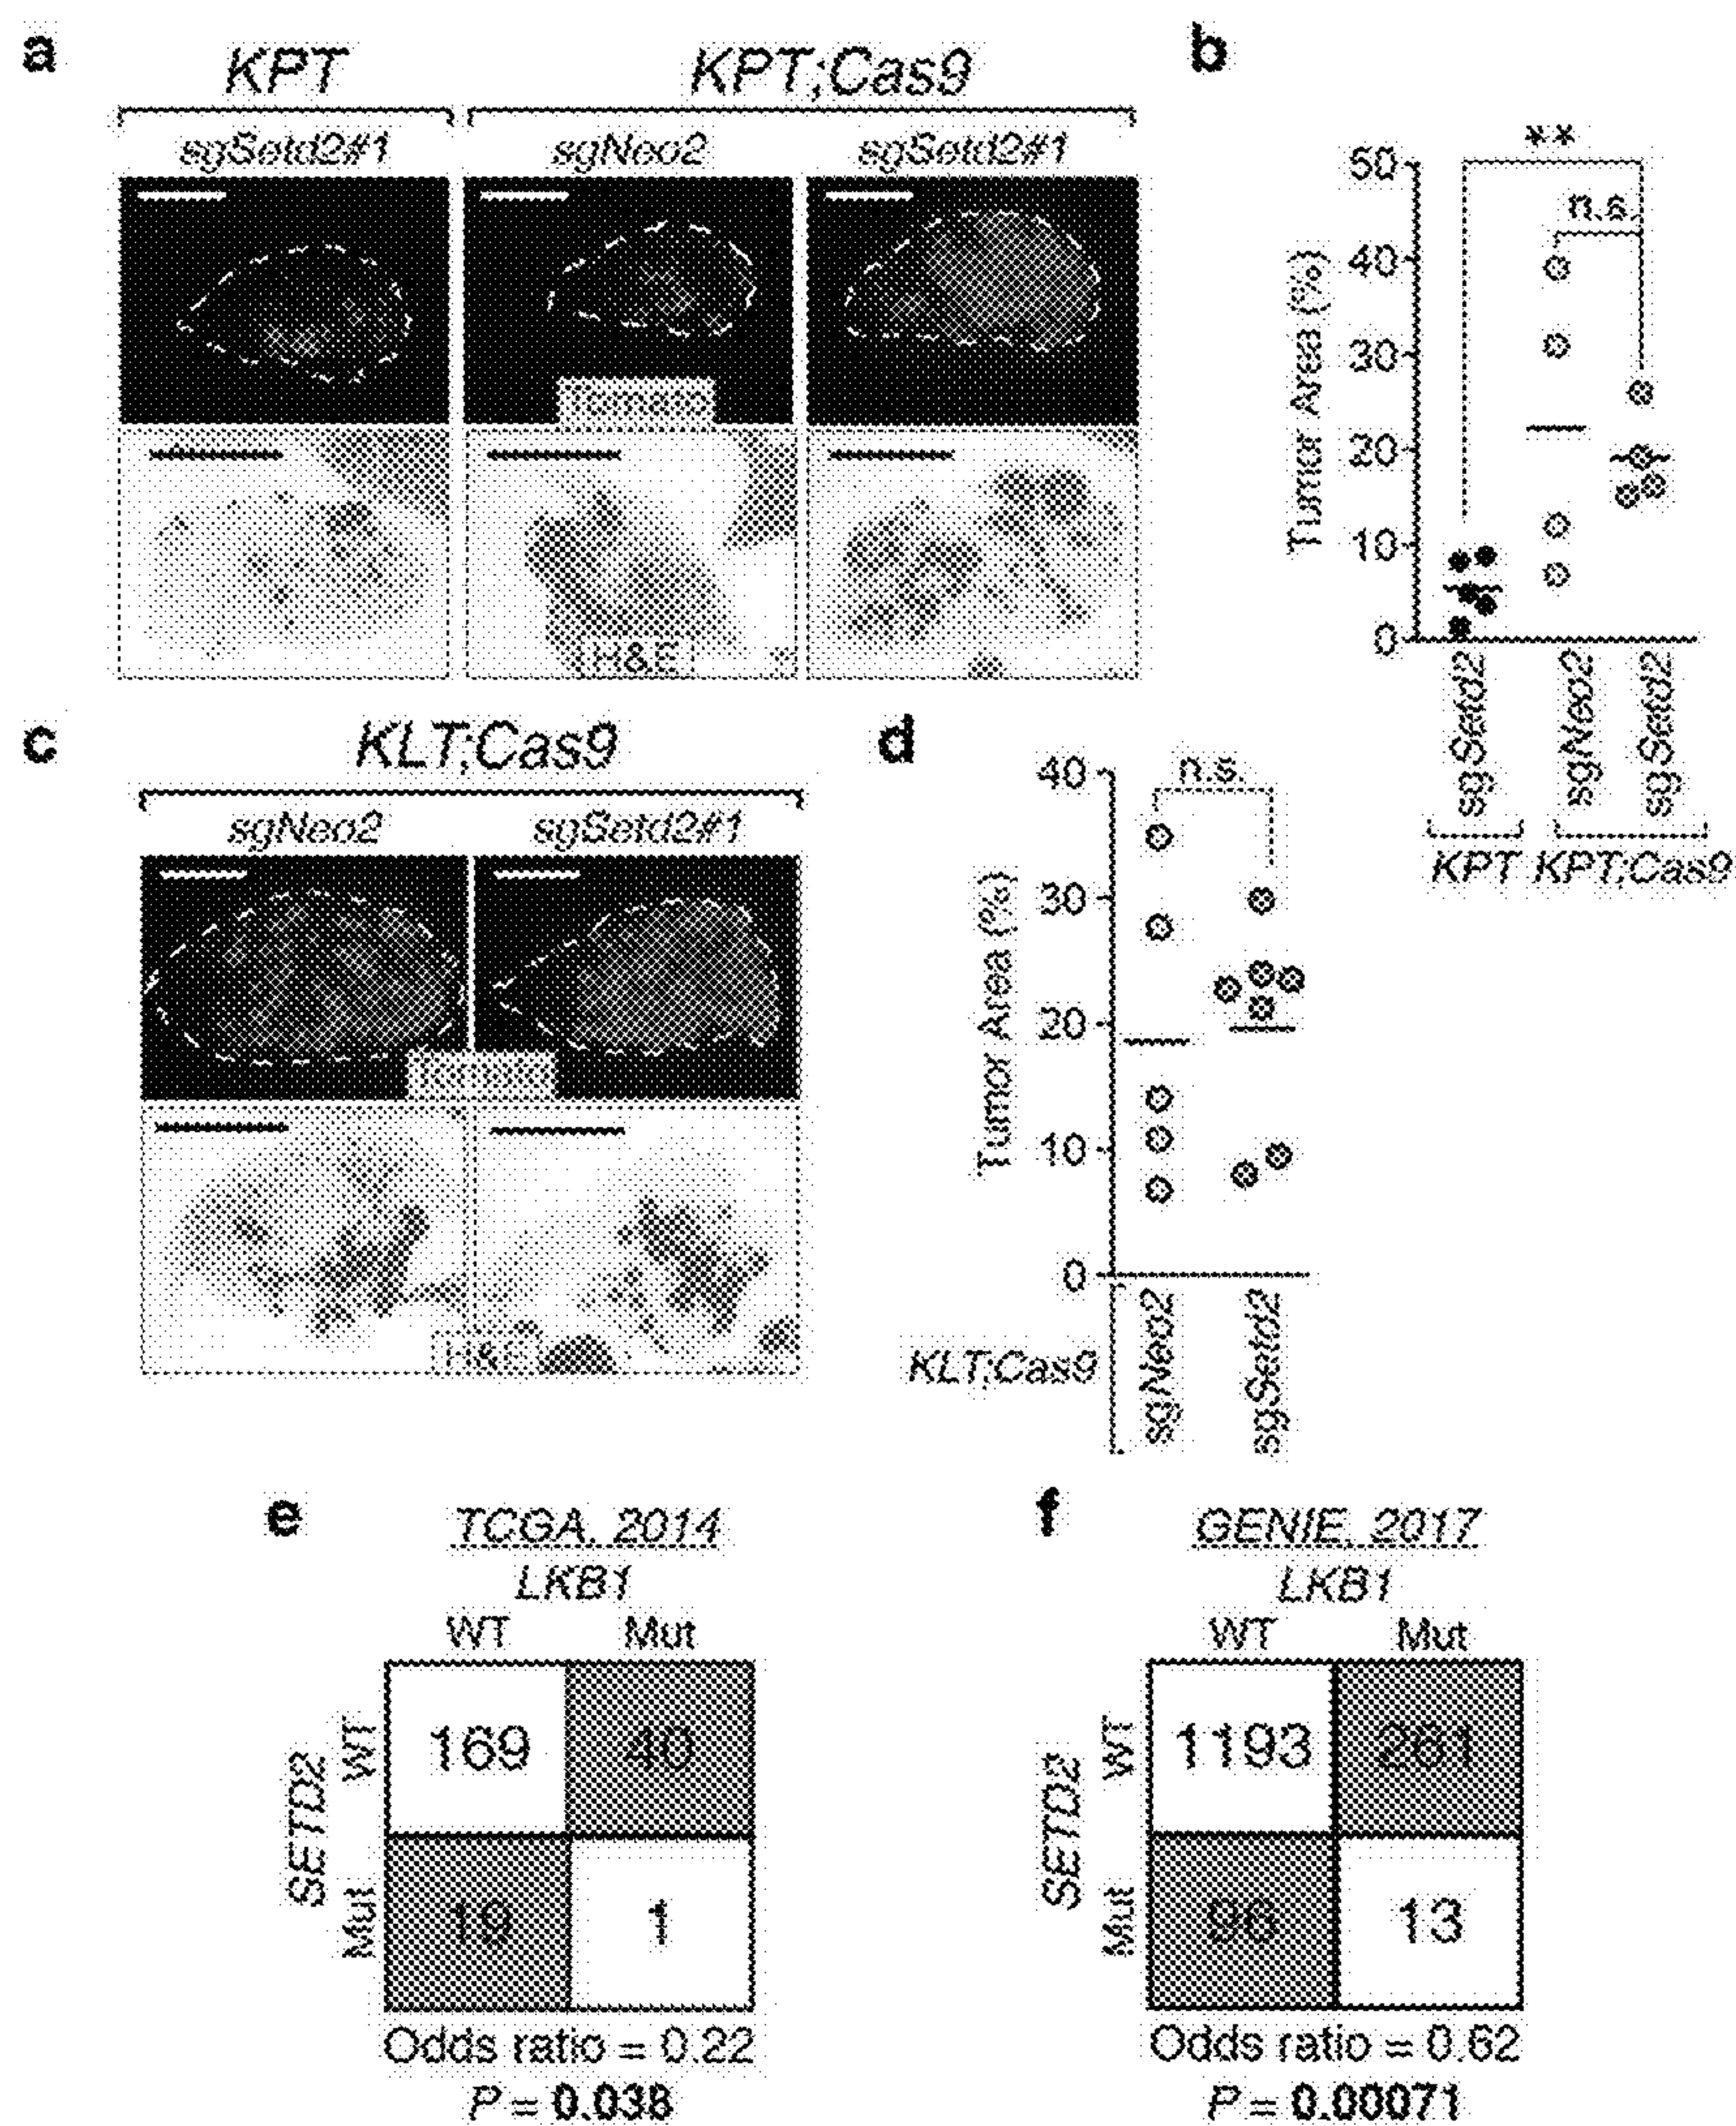 a
KPT
KPT;Cas9
sgSetd2#1
sgNeo2
sgSetd2#1
Tomato
H&E
b
**
n.s.
50
40
30
20
10
0
Tumor Area (%)
sgSetd2
sgNeo2
sgSetd2
KPT
KPT;Cas9
c
KLT;Cas9
sgNeo2
sgSetd2#1
H&E
d
n.s.
40
30
20
10
0
Tumor Area (%)
KLT;Cas9
sgNeo2
sgSetd2
e
TCGA, 2014
LKB1
WT Mut
SETD2
WT
169 40
Mut
19 1
Odds ratio = 0.22
P = 0.038
f
GENIE, 2017
LKB1
WT Mut
SETD2
WT
1193 261
Mut
96 13
Odds ratio = 0.62
P = 0.00071